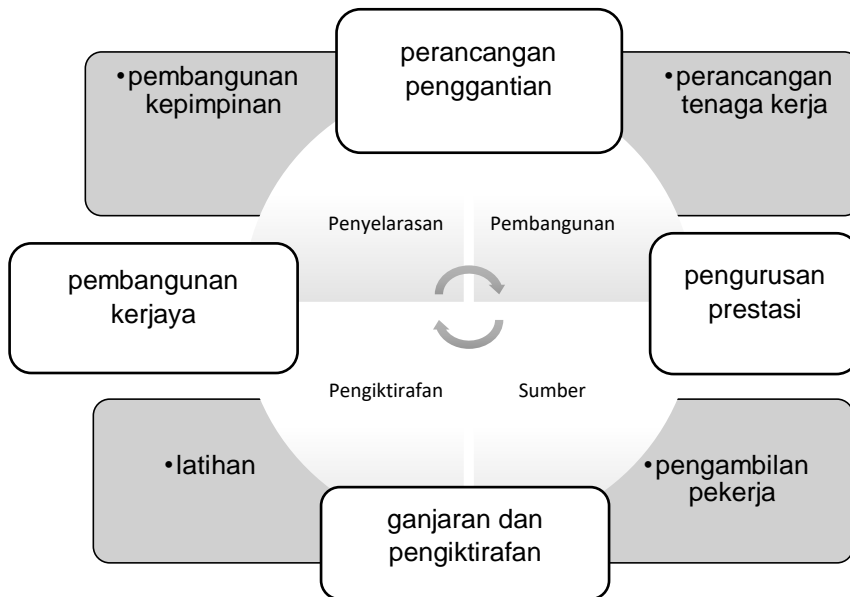 perancangan
penggantian
•pembangunan
kepimpinan
•perancangan
tenaga kerja
Penyelarasan
Pembangunan
pembangunan
kerjaya
pengurusan
prestasi
Pengiktirafan
Sumber
•latihan
•pengambilan
pekerja
ganjaran dan
pengiktirafan